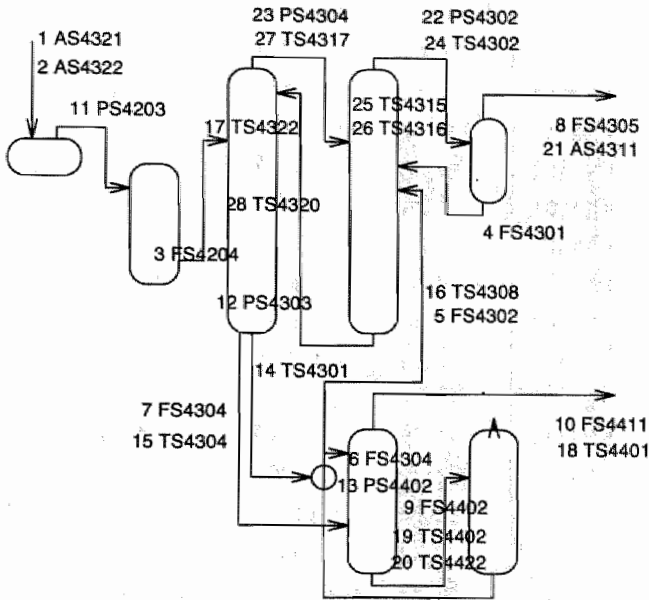 1 AS4321
2 AS4322
11 PS4203
23 PS4304
27 TS4317
22 PS4302
24 TS4302
17 TS4322
25 TS4315
26 TS4316
8 FS4305
21 AS4311
28 TS4320
4 FS4301
3 FS4204
12 PS4303
16 TS4308
5 FS4302
14 TS4301
7 FS4304
15 TS4304
10 FS4411
18 TS4401
6 FS4304
13 PS4402
9 FS4402
19 TS4402
20 TS4422